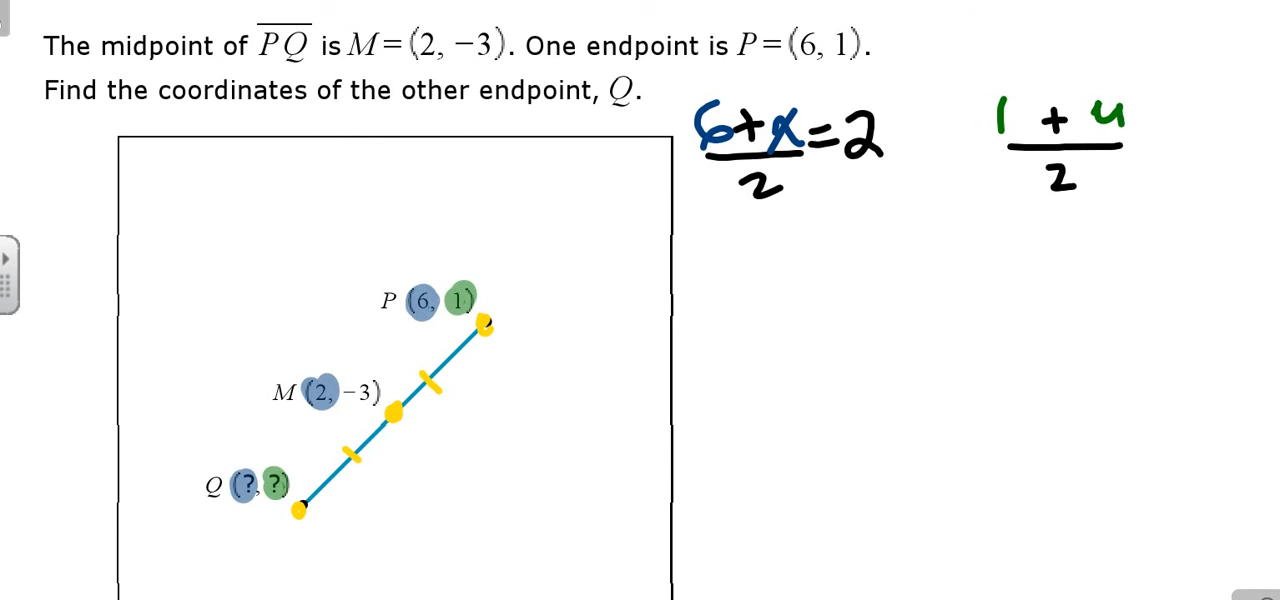 The midpoint of PQ is M=(2, −3). One endpoint is P=(6, 1).
Find the coordinates of the other endpoint, Q.
6+x=2
2
1 + y
2
P (6, 1)
M (2, −3)
Q (?, ?)